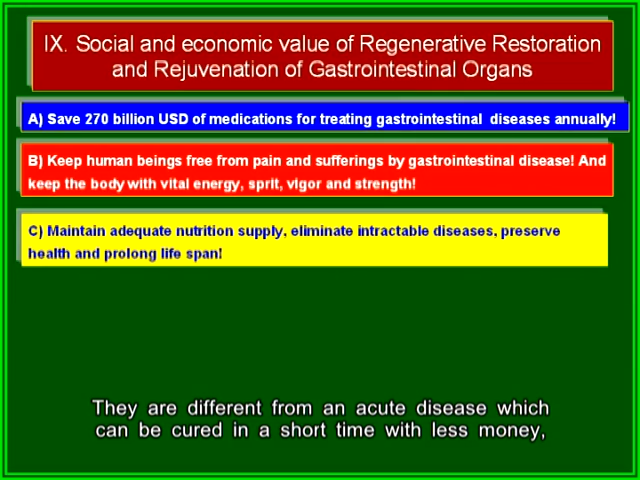 IX. Social and economic value of Regenerative Restoration
and Rejuvenation of Gastrointestinal Organs
A) Save 270 billion USD of medications for treating gastrointestinal diseases annually!
B) Keep human beings free from pain and sufferings by gastrointestinal disease! And
keep the body with vital energy, sprit, vigor and strength!
C) Maintain adequate nutrition supply, eliminate intractable diseases, preserve
health and prolong life span!
They are different from an acute disease which
can be cured in a short time with less money,